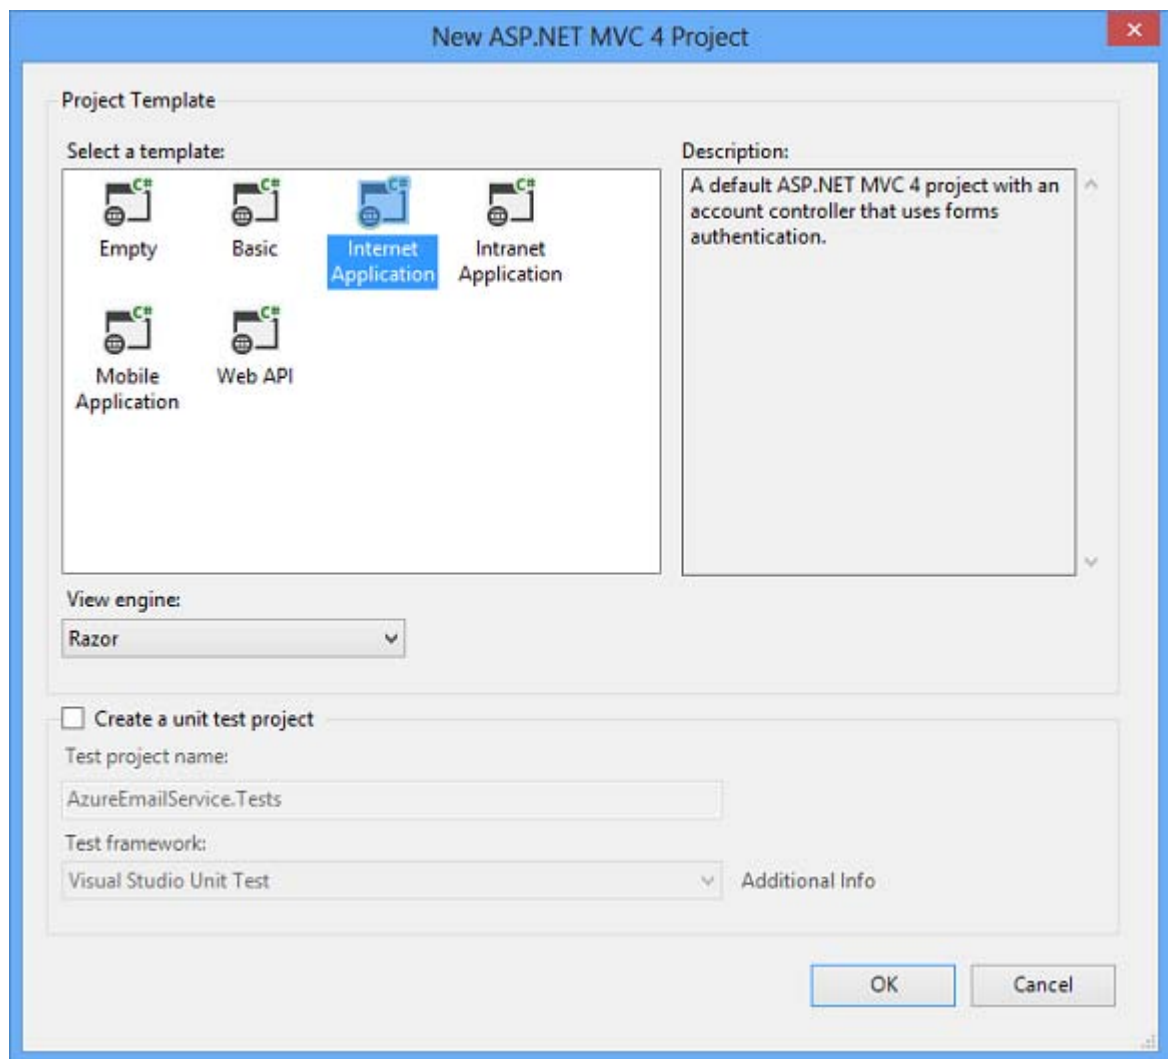 New ASP.NET MVC 4 Project
Project Template
Select a template:
C#
Empty
C#
Basic
C#
Internet
Application
C#
Intranet
Application
C#
Mobile
Application
C#
Web API
Description:
A default ASP.NET MVC 4 project with an
account controller that uses forms
authentication.
View engine:
Razor
Create a unit test project
Test project name:
AzureEmailService.Tests
Test framework:
Visual Studio Unit Test
Additional Info
OK
Cancel